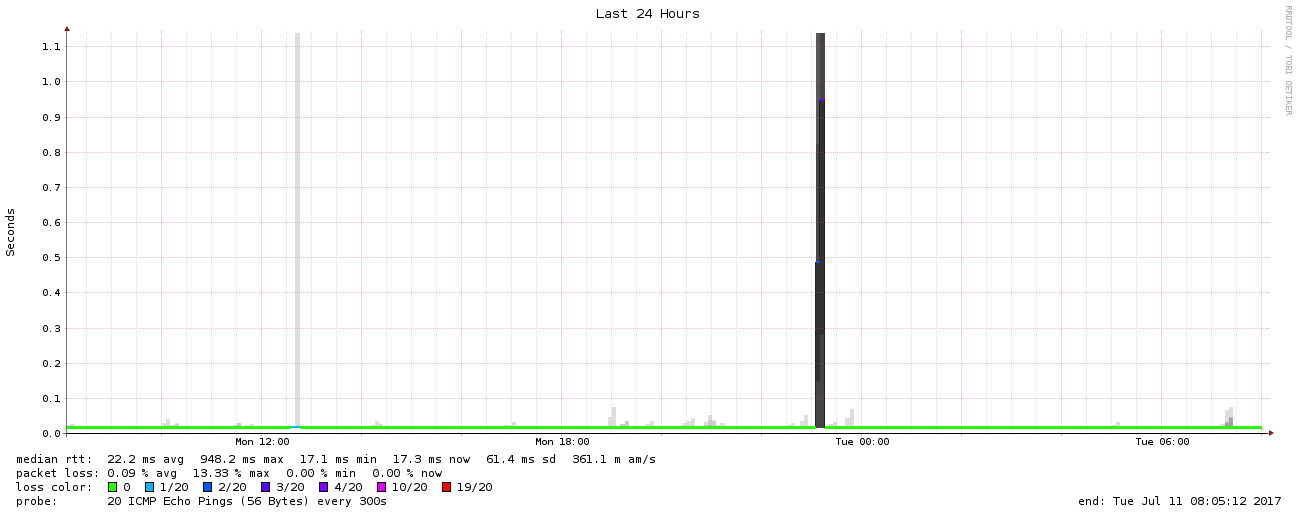 Last 24 Hours
RRDTOOL / TOBI OETIKER
Seconds
1.1
1.0
0.9
0.8
0.7
0.6
0.5
0.4
0.3
0.2
0.1
0.0
Mon 12:00 Mon 18:00 Tue 00:00 Tue 06:00
median rtt: 22.2 ms avg 948.2 ms max 17.1 ms min 17.3 ms now 61.4 ms sd 361.1 m am/s
packet loss: 0.09 % avg 13.33 % max 0.00 % min 0.00 % now
loss color: 0 1/20 2/20 3/20 4/20 10/20 19/20
probe: 20 ICMP Echo Pings (56 Bytes) every 300s end: Tue Jul 11 08:05:12 2017